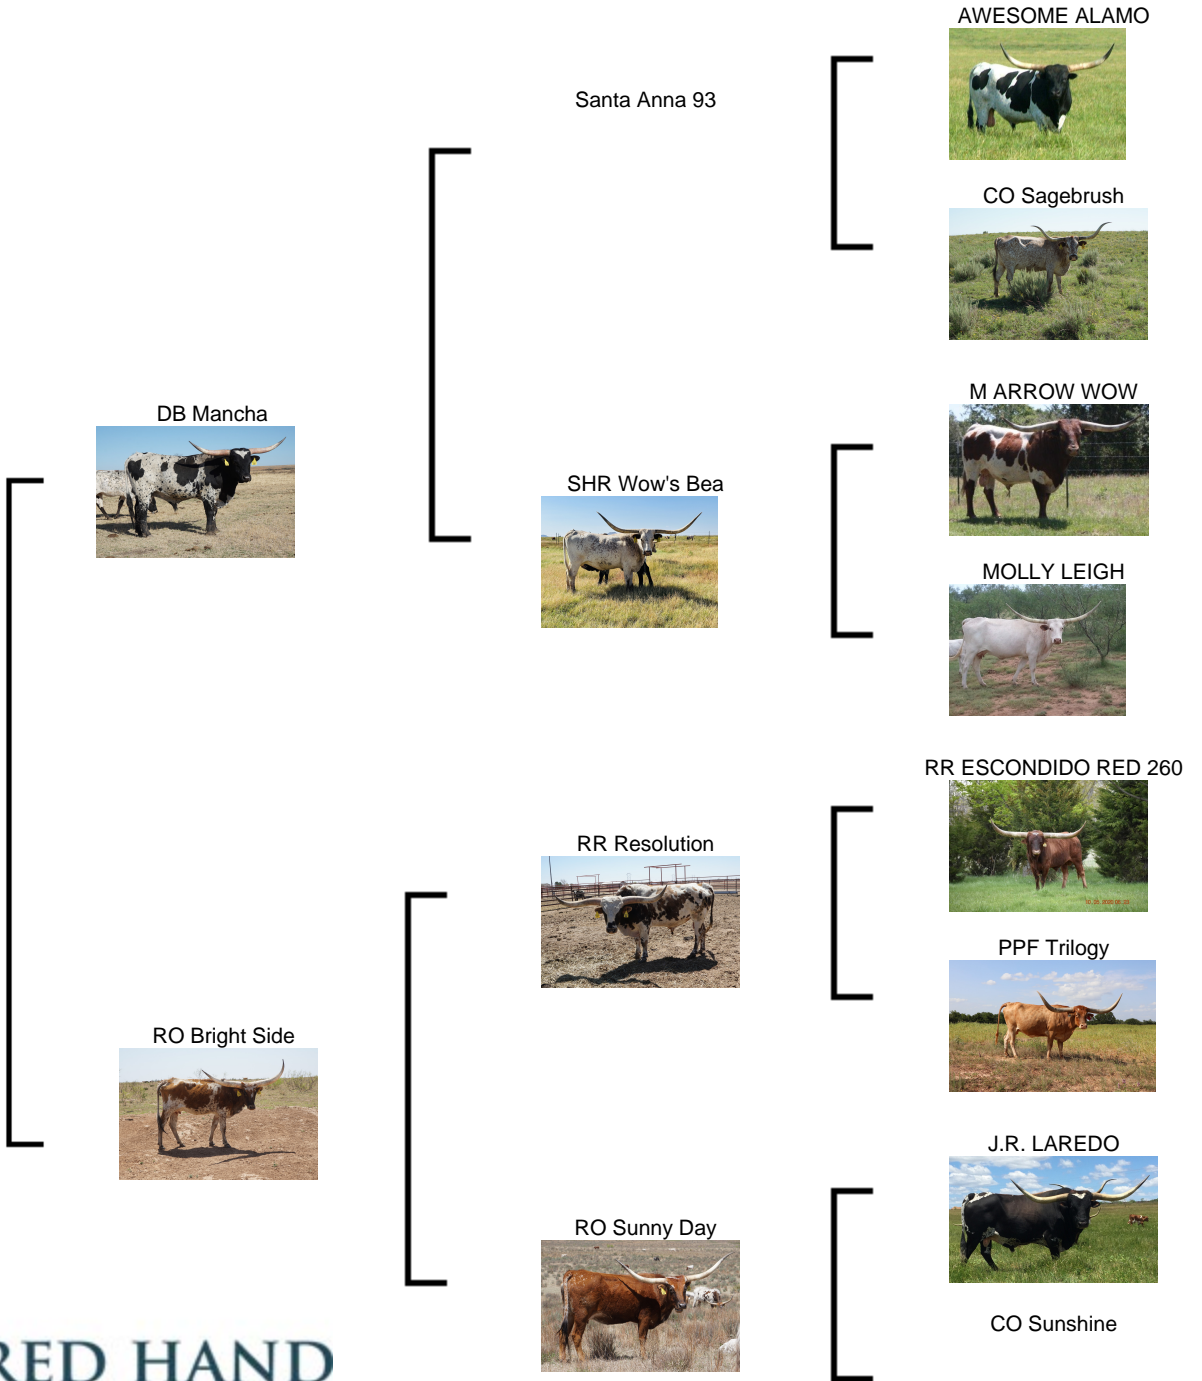 AWESOME ALAMO
Santa Anna 93
CO Sagebrush
M ARROW WOW
DB Mancha
SHR Wow's Bea
MOLLY LEIGH
RR ESCONDIDO RED 260
RR Resolution
PPF Trilogy
RO Bright Side
J.R. LAREDO
RO Sunny Day
CO Sunshine
RED HAND